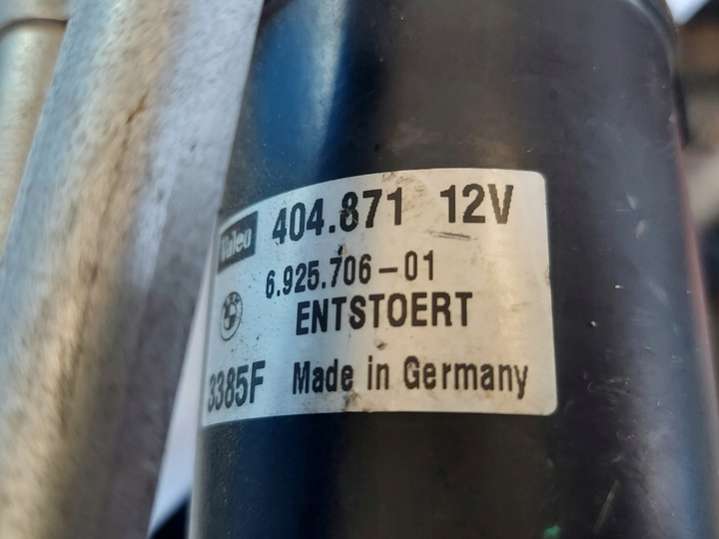 Valeo 404.871 12V
6.925.706-01
ENTSTOERT
3385F Made in Germany